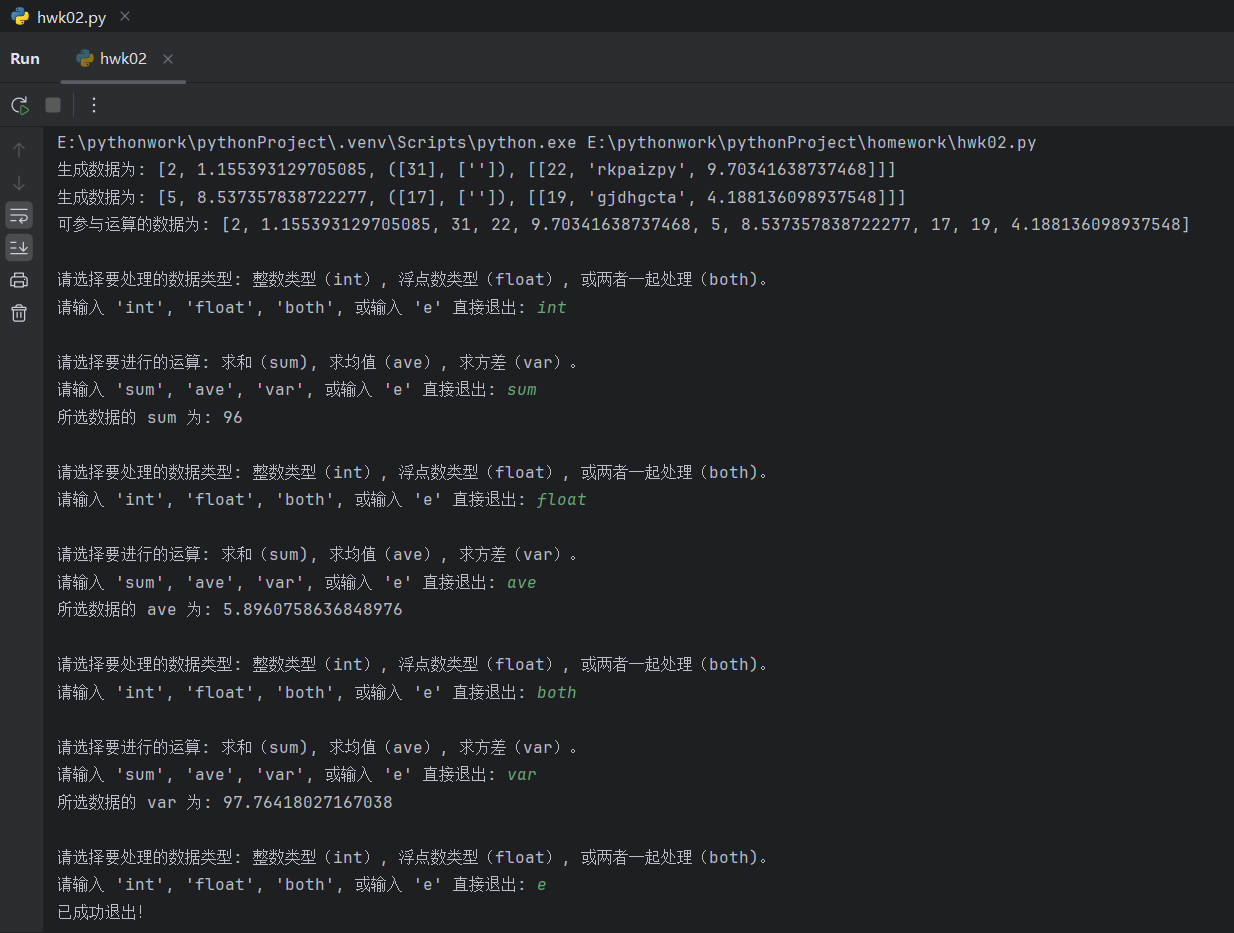 hwk02.py
Run hwk02
E:\pythonwork\pythonProject\.venv\Scripts\python.exe E:\pythonwork\pythonProject\homework\hwk02.py
生成数据为: [2, 1.155393129705085, ([31], ['']), [[22, 'rkpaizpy', 9.70341638737468]]]
生成数据为: [5, 8.537357838722277, ([17], ['']), [[19, 'gjdhgcta', 4.188136098937548]]]
可参与运算的数据为: [2, 1.155393129705085, 31, 22, 9.70341638737468, 5, 8.537357838722277, 17, 19, 4.188136098937548]
请选择要处理的数据类型: 整数类型（int）, 浮点数类型（float）, 或两者一起处理（both）。
请输入 'int', 'float', 'both', 或输入 'e' 直接退出: int
请选择要进行的运算: 求和（sum）, 求均值（ave）, 求方差（var）。
请输入 'sum', 'ave', 'var', 或输入 'e' 直接退出: sum
所选数据的 sum 为: 96
请选择要处理的数据类型: 整数类型（int）, 浮点数类型（float）, 或两者一起处理（both）。
请输入 'int', 'float', 'both', 或输入 'e' 直接退出: float
请选择要进行的运算: 求和（sum）, 求均值（ave）, 求方差（var）。
请输入 'sum', 'ave', 'var', 或输入 'e' 直接退出: ave
所选数据的 ave 为: 5.8960758636848976
请选择要处理的数据类型: 整数类型（int）, 浮点数类型（float）, 或两者一起处理（both）。
请输入 'int', 'float', 'both', 或输入 'e' 直接退出: both
请选择要进行的运算: 求和（sum）, 求均值（ave）, 求方差（var）。
请输入 'sum', 'ave', 'var', 或输入 'e' 直接退出: var
所选数据的 var 为: 97.76418027167038
请选择要处理的数据类型: 整数类型（int）, 浮点数类型（float）, 或两者一起处理（both）。
请输入 'int', 'float', 'both', 或输入 'e' 直接退出: e
已成功退出!